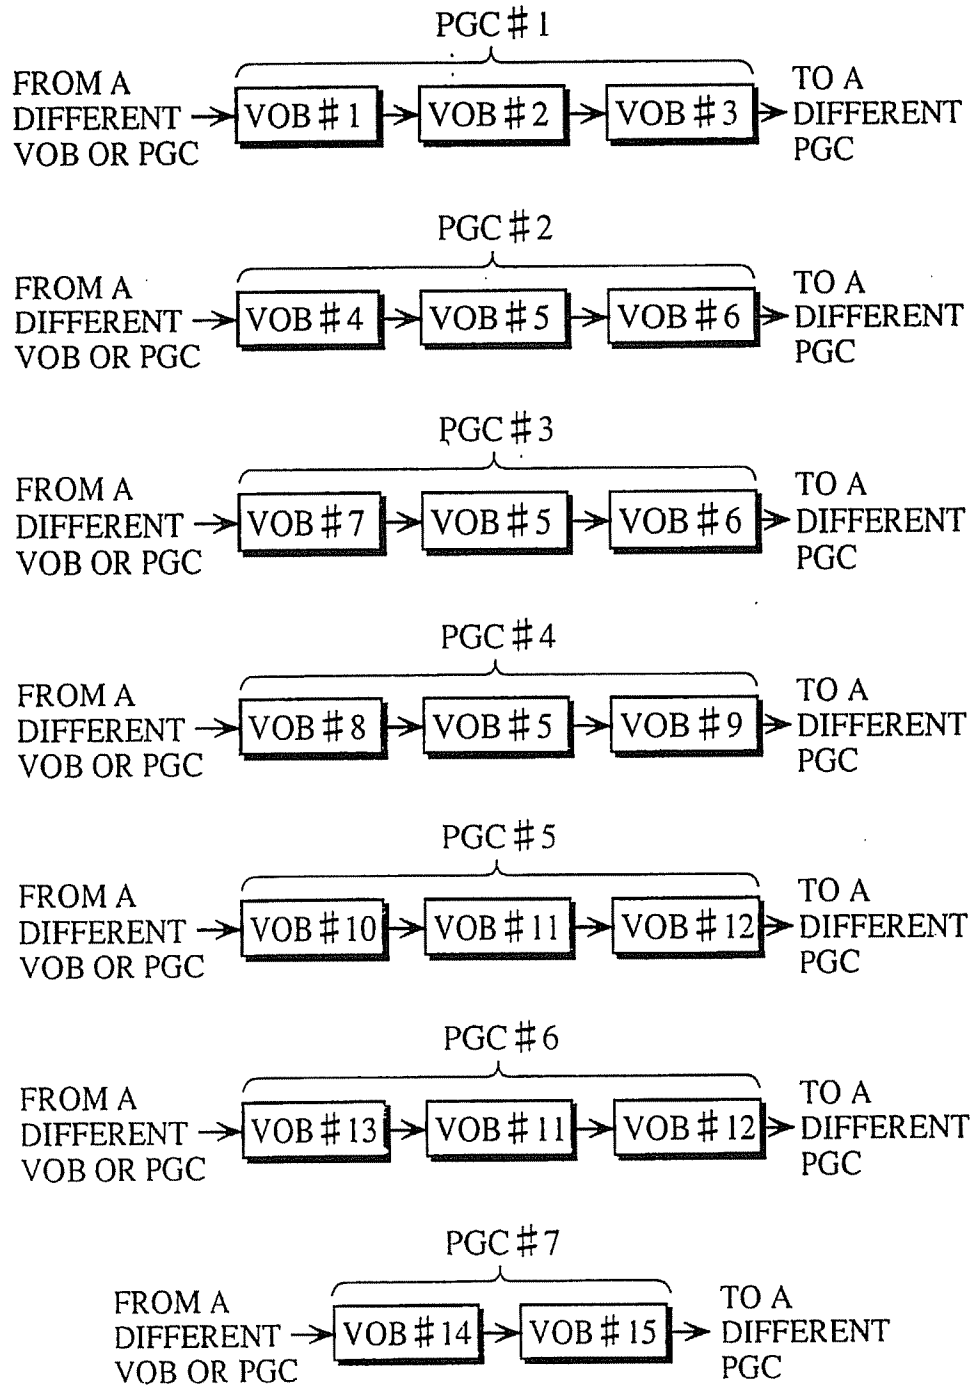 PGC#1
FROM A
DIFFERENT
VOB OR PGC
VOB#1
VOB#2
VOB#3
TO A
DIFFERENT
PGC
PGC#2
FROM A
DIFFERENT
VOB OR PGC
VOB#4
VOB#5
VOB#6
TO A
DIFFERENT
PGC
PGC#3
FROM A
DIFFERENT
VOB OR PGC
VOB#7
VOB#5
VOB#6
TO A
DIFFERENT
PGC
PGC#4
FROM A
DIFFERENT
VOB OR PGC
VOB#8
VOB#5
VOB#9
TO A
DIFFERENT
PGC
PGC#5
FROM A
DIFFERENT
VOB OR PGC
VOB#10
VOB#11
VOB#12
TO A
DIFFERENT
PGC
PGC#6
FROM A
DIFFERENT
VOB OR PGC
VOB#13
VOB#11
VOB#12
TO A
DIFFERENT
PGC
PGC#7
FROM A
DIFFERENT
VOB OR PGC
VOB#14
VOB#15
TO A
DIFFERENT
PGC